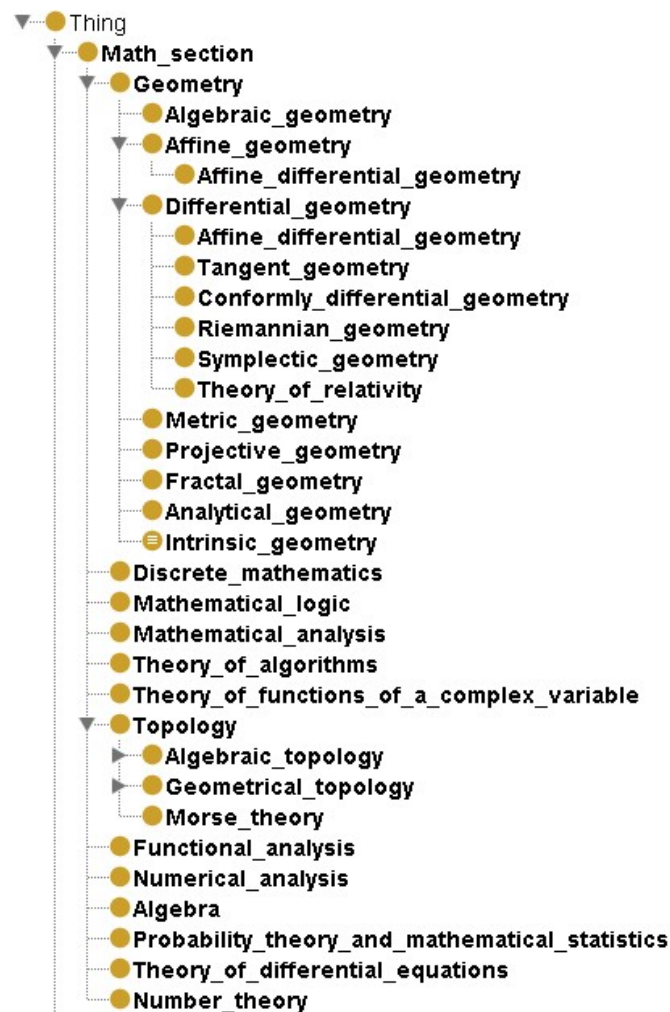 Thing
Math_section
Geometry
Algebraic_geometry
Affine_geometry
Affine_differential_geometry
Differential_geometry
Affine_differential_geometry
Tangent_geometry
Conformly_differential_geometry
Riemannian_geometry
Symplectic_geometry
Theory_of_relativity
Metric_geometry
Projective_geometry
Fractal_geometry
Analytical_geometry
Intrinsic_geometry
Discrete_mathematics
Mathematical_logic
Mathematical_analysis
Theory_of_algorithms
Theory_of_functions_of_a_complex_variable
Topology
Algebraic_topology
Geometrical_topology
Morse_theory
Functional_analysis
Numerical_analysis
Algebra
Probability_theory_and_mathematical_statistics
Theory_of_differential_equations
Number_theory